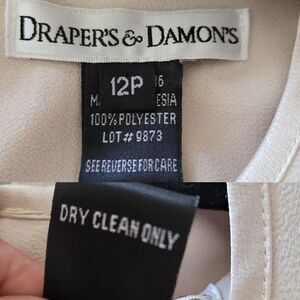 DRAPER'S & DAMON'S
12P
100% POLYESTER
LOT # 9873
SEE REVERSE FOR CARE
DRY CLEAN ONLY